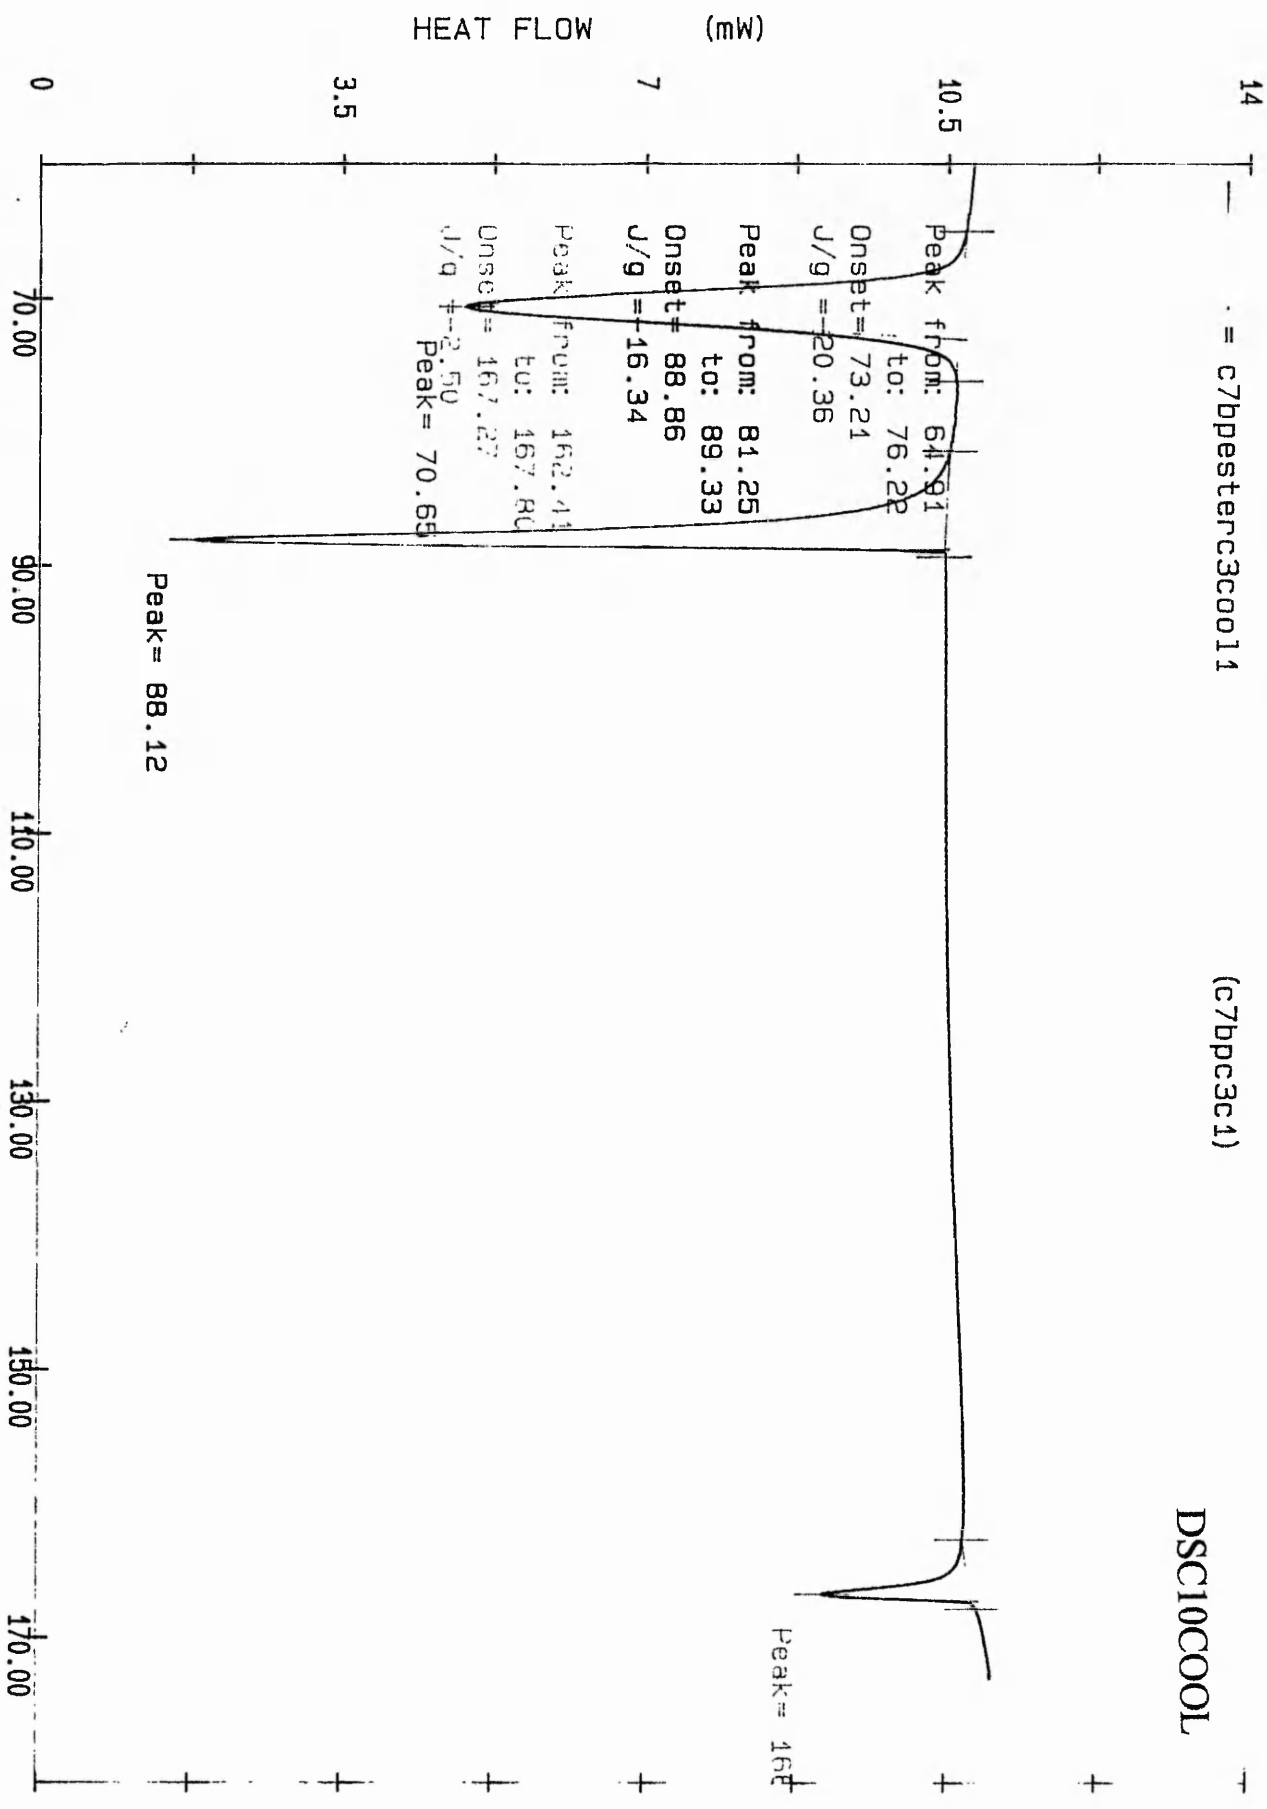 — · = c7bpesterc3cool1 (c7bpc3c1)
DSC10COOL
14
10.5
7
3.5
0
HEAT FLOW (mW)
Peak from: 64.91
to: 76.22
Onset= 73.21
J/g =-20.36
Peak from: 81.25
to: 89.33
Onset= 88.86
J/g =-16.34
Peak from: 162.41
to: 167.80
Onset= 167.27
J/g =-2.50
Peak= 70.65
Peak= 88.12
Peak=
70.00
90.00
110.00
130.00
150.00
170.00